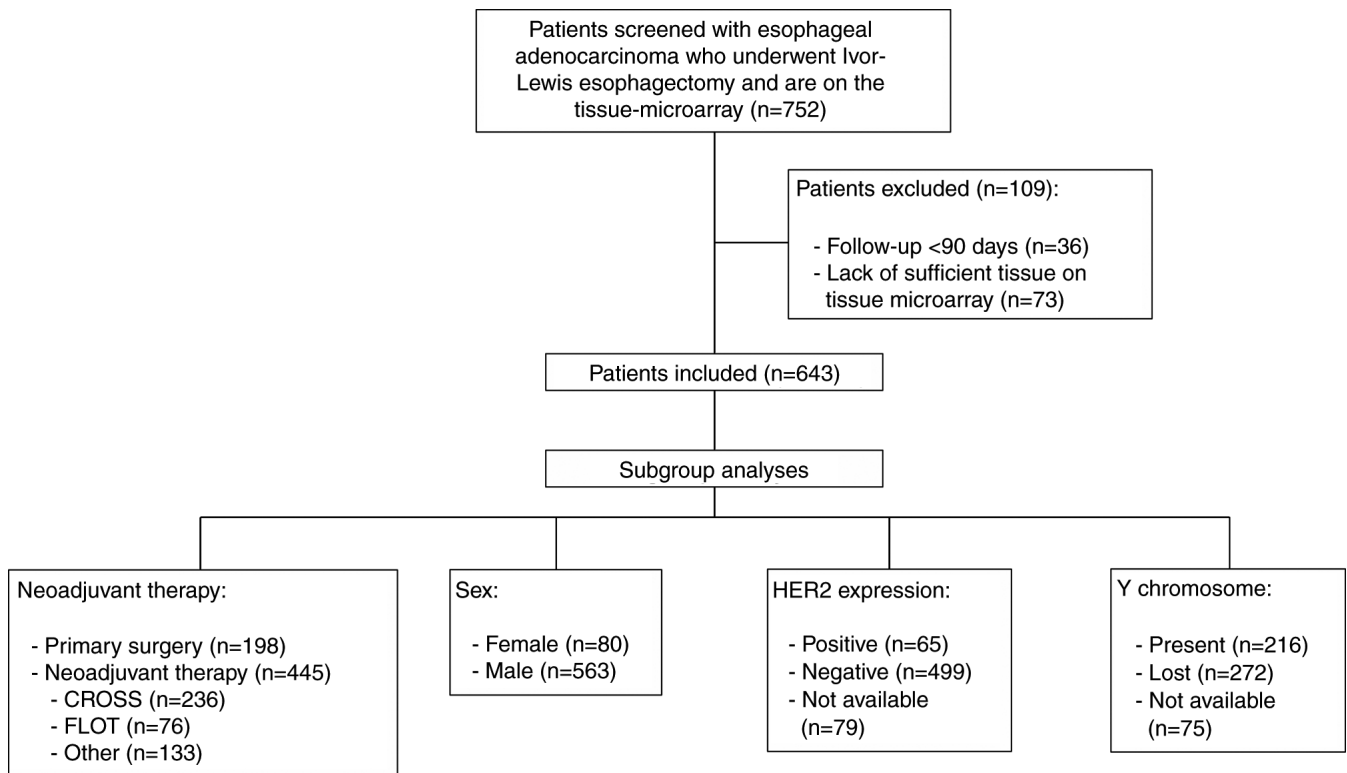 Patients screened with esophageal
adenocarcinoma who underwent Ivor-
Lewis esophagectomy and are on the
tissue-microarray (n=752)
Patients excluded (n=109):
- Follow-up <90 days (n=36)
- Lack of sufficient tissue on
tissue microarray (n=73)
Patients included (n=643)
Subgroup analyses
Neoadjuvant therapy:
- Primary surgery (n=198)
- Neoadjuvant therapy (n=445)
- CROSS (n=236)
- FLOT (n=76)
- Other (n=133)
Sex:
- Female (n=80)
- Male (n=563)
HER2 expression:
- Positive (n=65)
- Negative (n=499)
- Not available
(n=79)
Y chromosome:
- Present (n=216)
- Lost (n=272)
- Not available
(n=75)